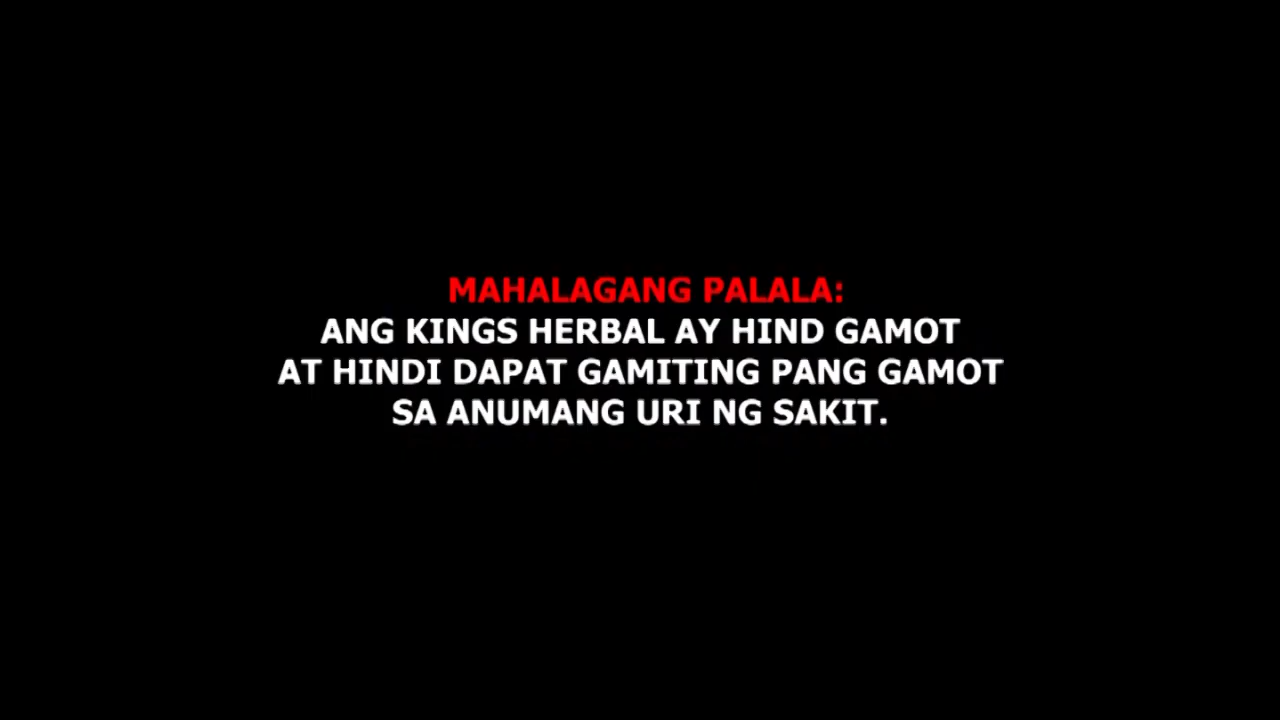 MAHALAGANG PALALA:
ANG KINGS HERBAL AY HIND GAMOT
AT HINDI DAPAT GAMITING PANG GAMOT
SA ANUMANG URI NG SAKIT.